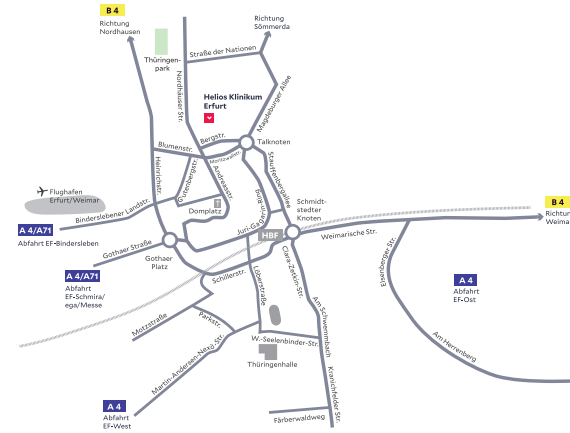 B 4
Richtung
Nordhausen
Richtung
Sömmerda
Thüringen-
park
Straße der Nationen
Nordhäuser Str.
Magdeburger Allee
Helios Klinikum
Erfurt
Bergstr.
Talknoten
Blumenstr.
Moritzwallstr.
Heinrichstr.
Gutenbergstr.
Andreasstr.
Stauffenbergallee
Flughafen
Erfurt/Weimar
Domplatz
Schmidt-
stedter
Knoten
B 4
Richtung
Weimar
Binderslebener Landstr.
A 4/A71
Abfahrt EF-Bindersleben
Juri-Gagarin-Ring
HBF
Weimarische Str.
Gothaer Straße
Gothaer
Platz
A 4/A71
Abfahrt
EF-Schmira/
ega/Messe
Schillerstr.
Löberstraße
Clara-Zetkin-Str.
Eisenberger Str.
A 4
Abfahrt
EF-Ost
Motzstraße
Parkstr.
Am Schwemmbach
W.-Seelenbinder-Str.
Am Herrenberg
Martin-Andersen-Nexö-Str.
Thüringenhalle
Kranichfelder Str.
A 4
Abfahrt
EF-West
Färberwaldweg